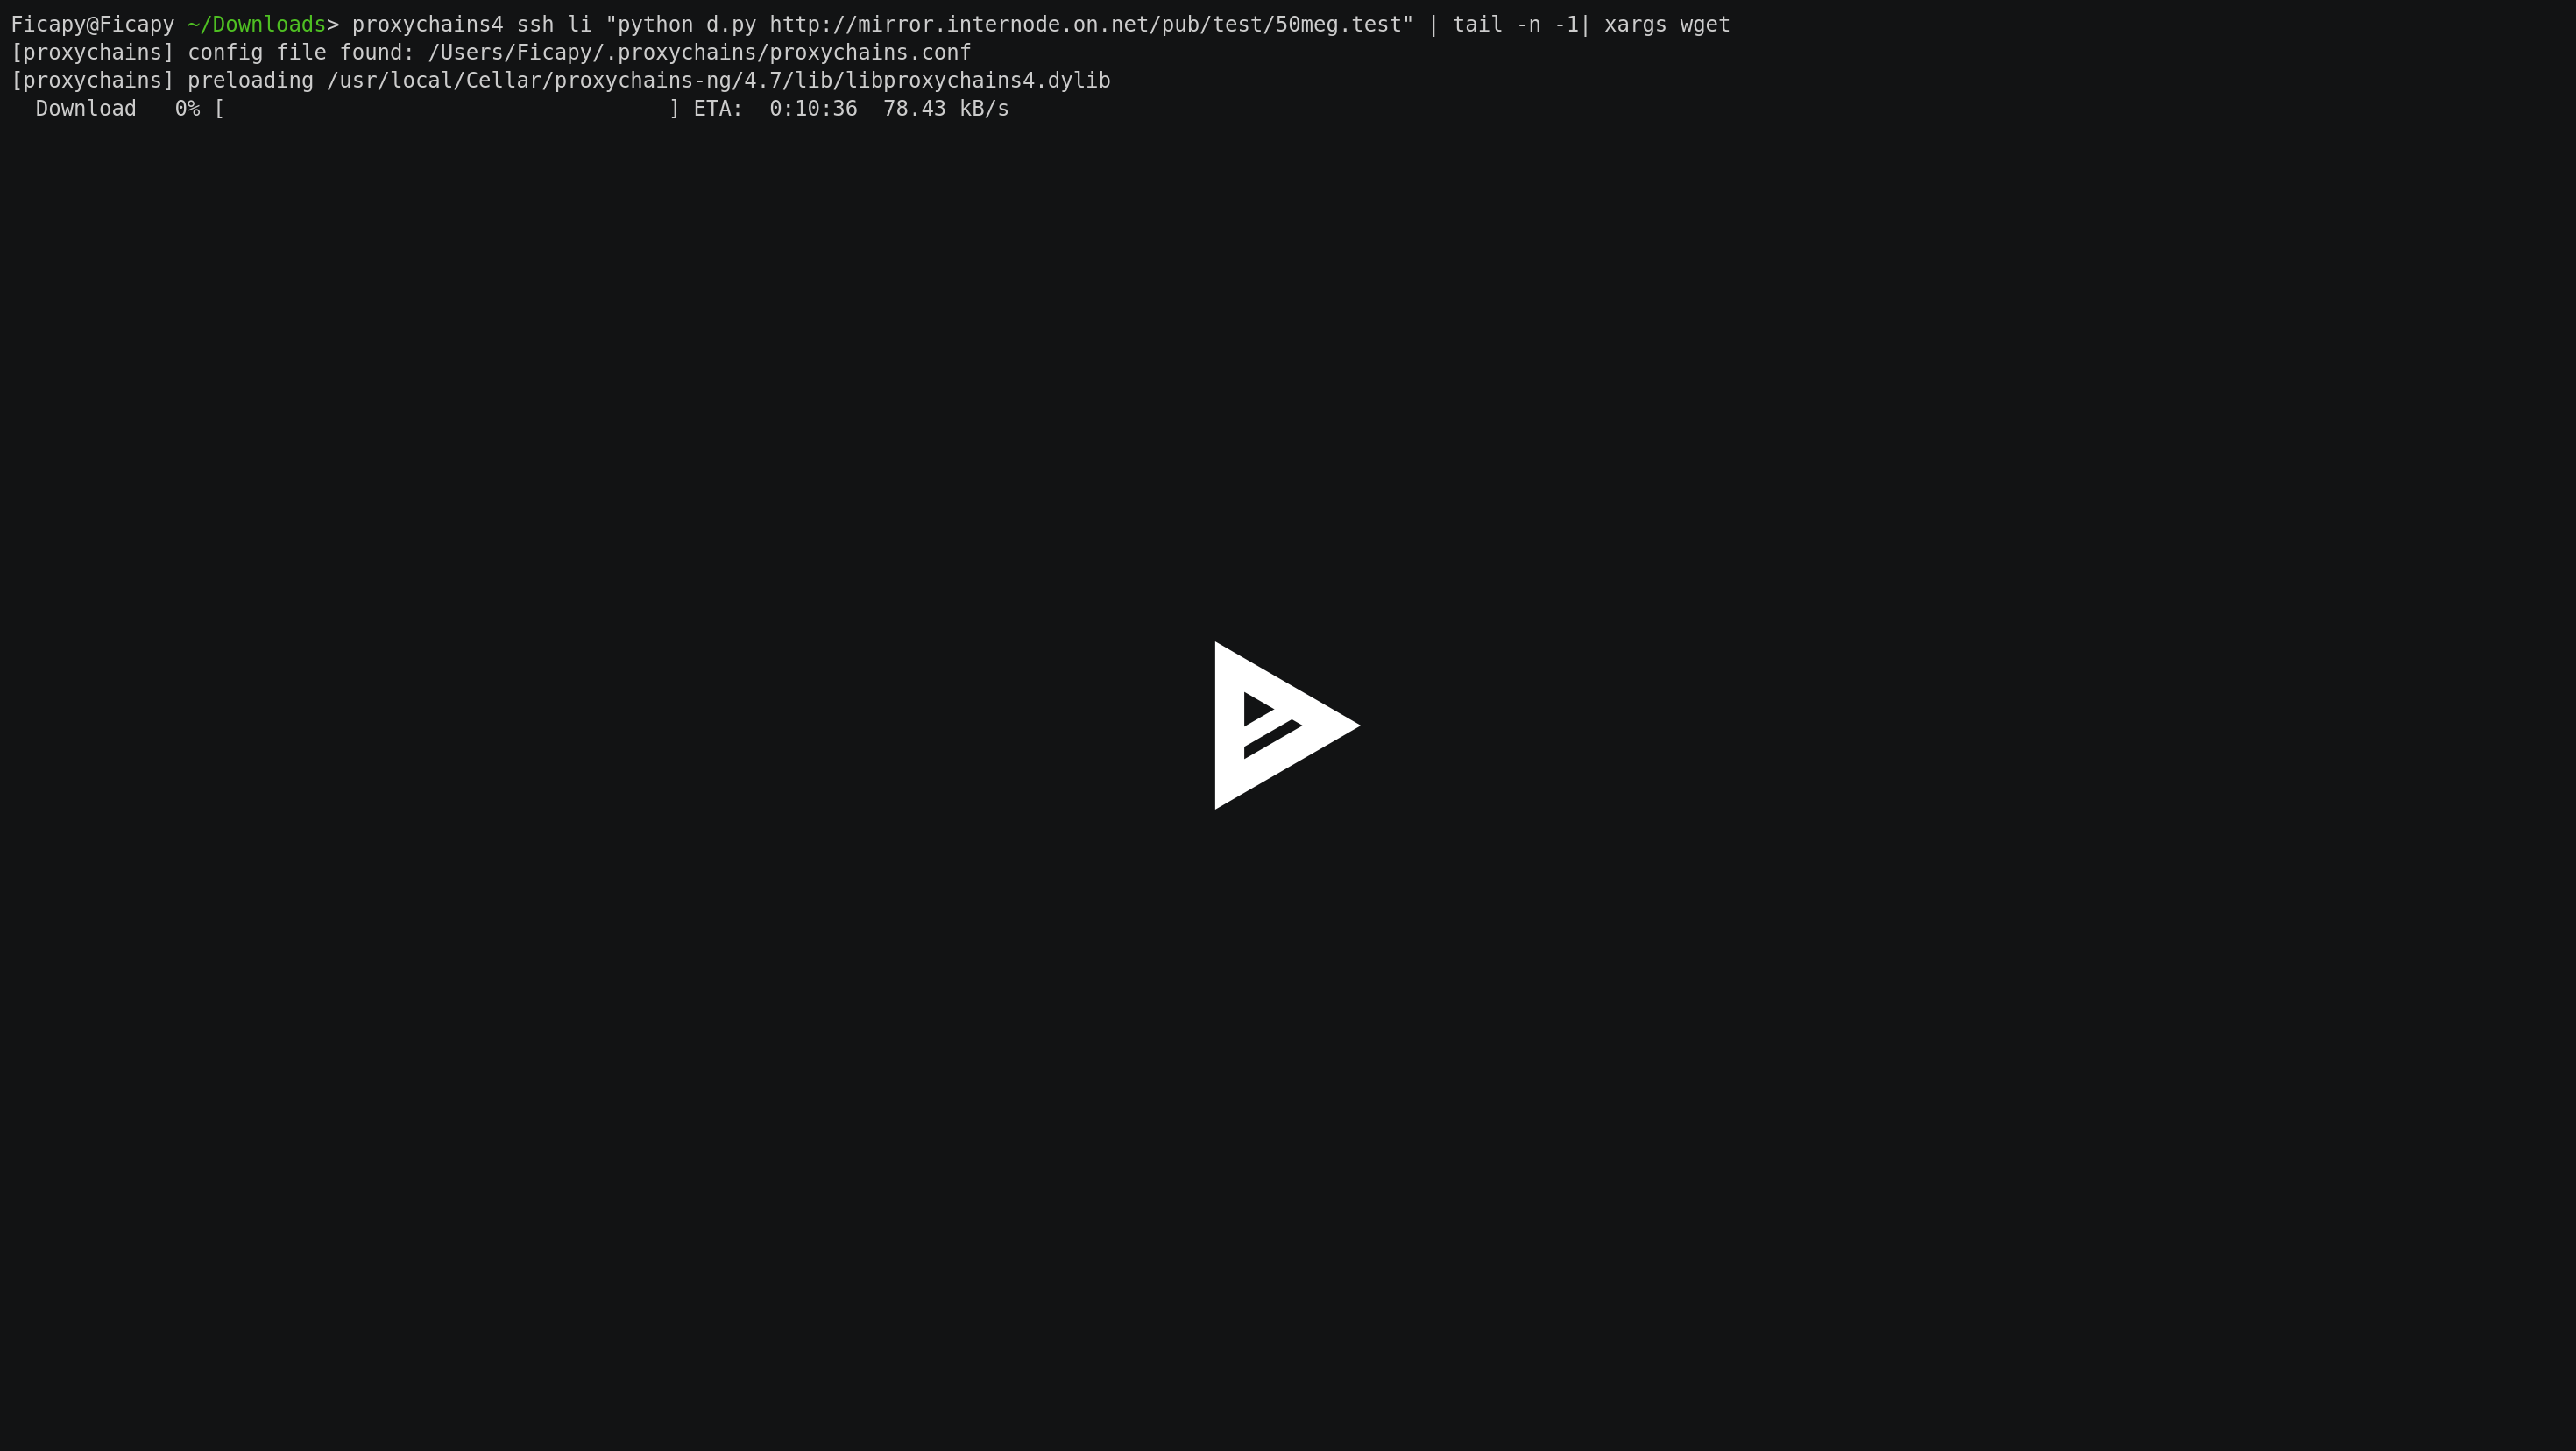 Ficapy@Ficapy ~/Downloads> proxychains4 ssh li "python d.py http://mirror.internode.on.net/pub/test/50meg.test" | tail -n -1| xargs wget
[proxychains] config file found: /Users/Ficapy/.proxychains/proxychains.conf
[proxychains] preloading /usr/local/Cellar/proxychains-ng/4.7/lib/libproxychains4.dylib
  Download   0% [                                   ] ETA:  0:10:36  78.43 kB/s